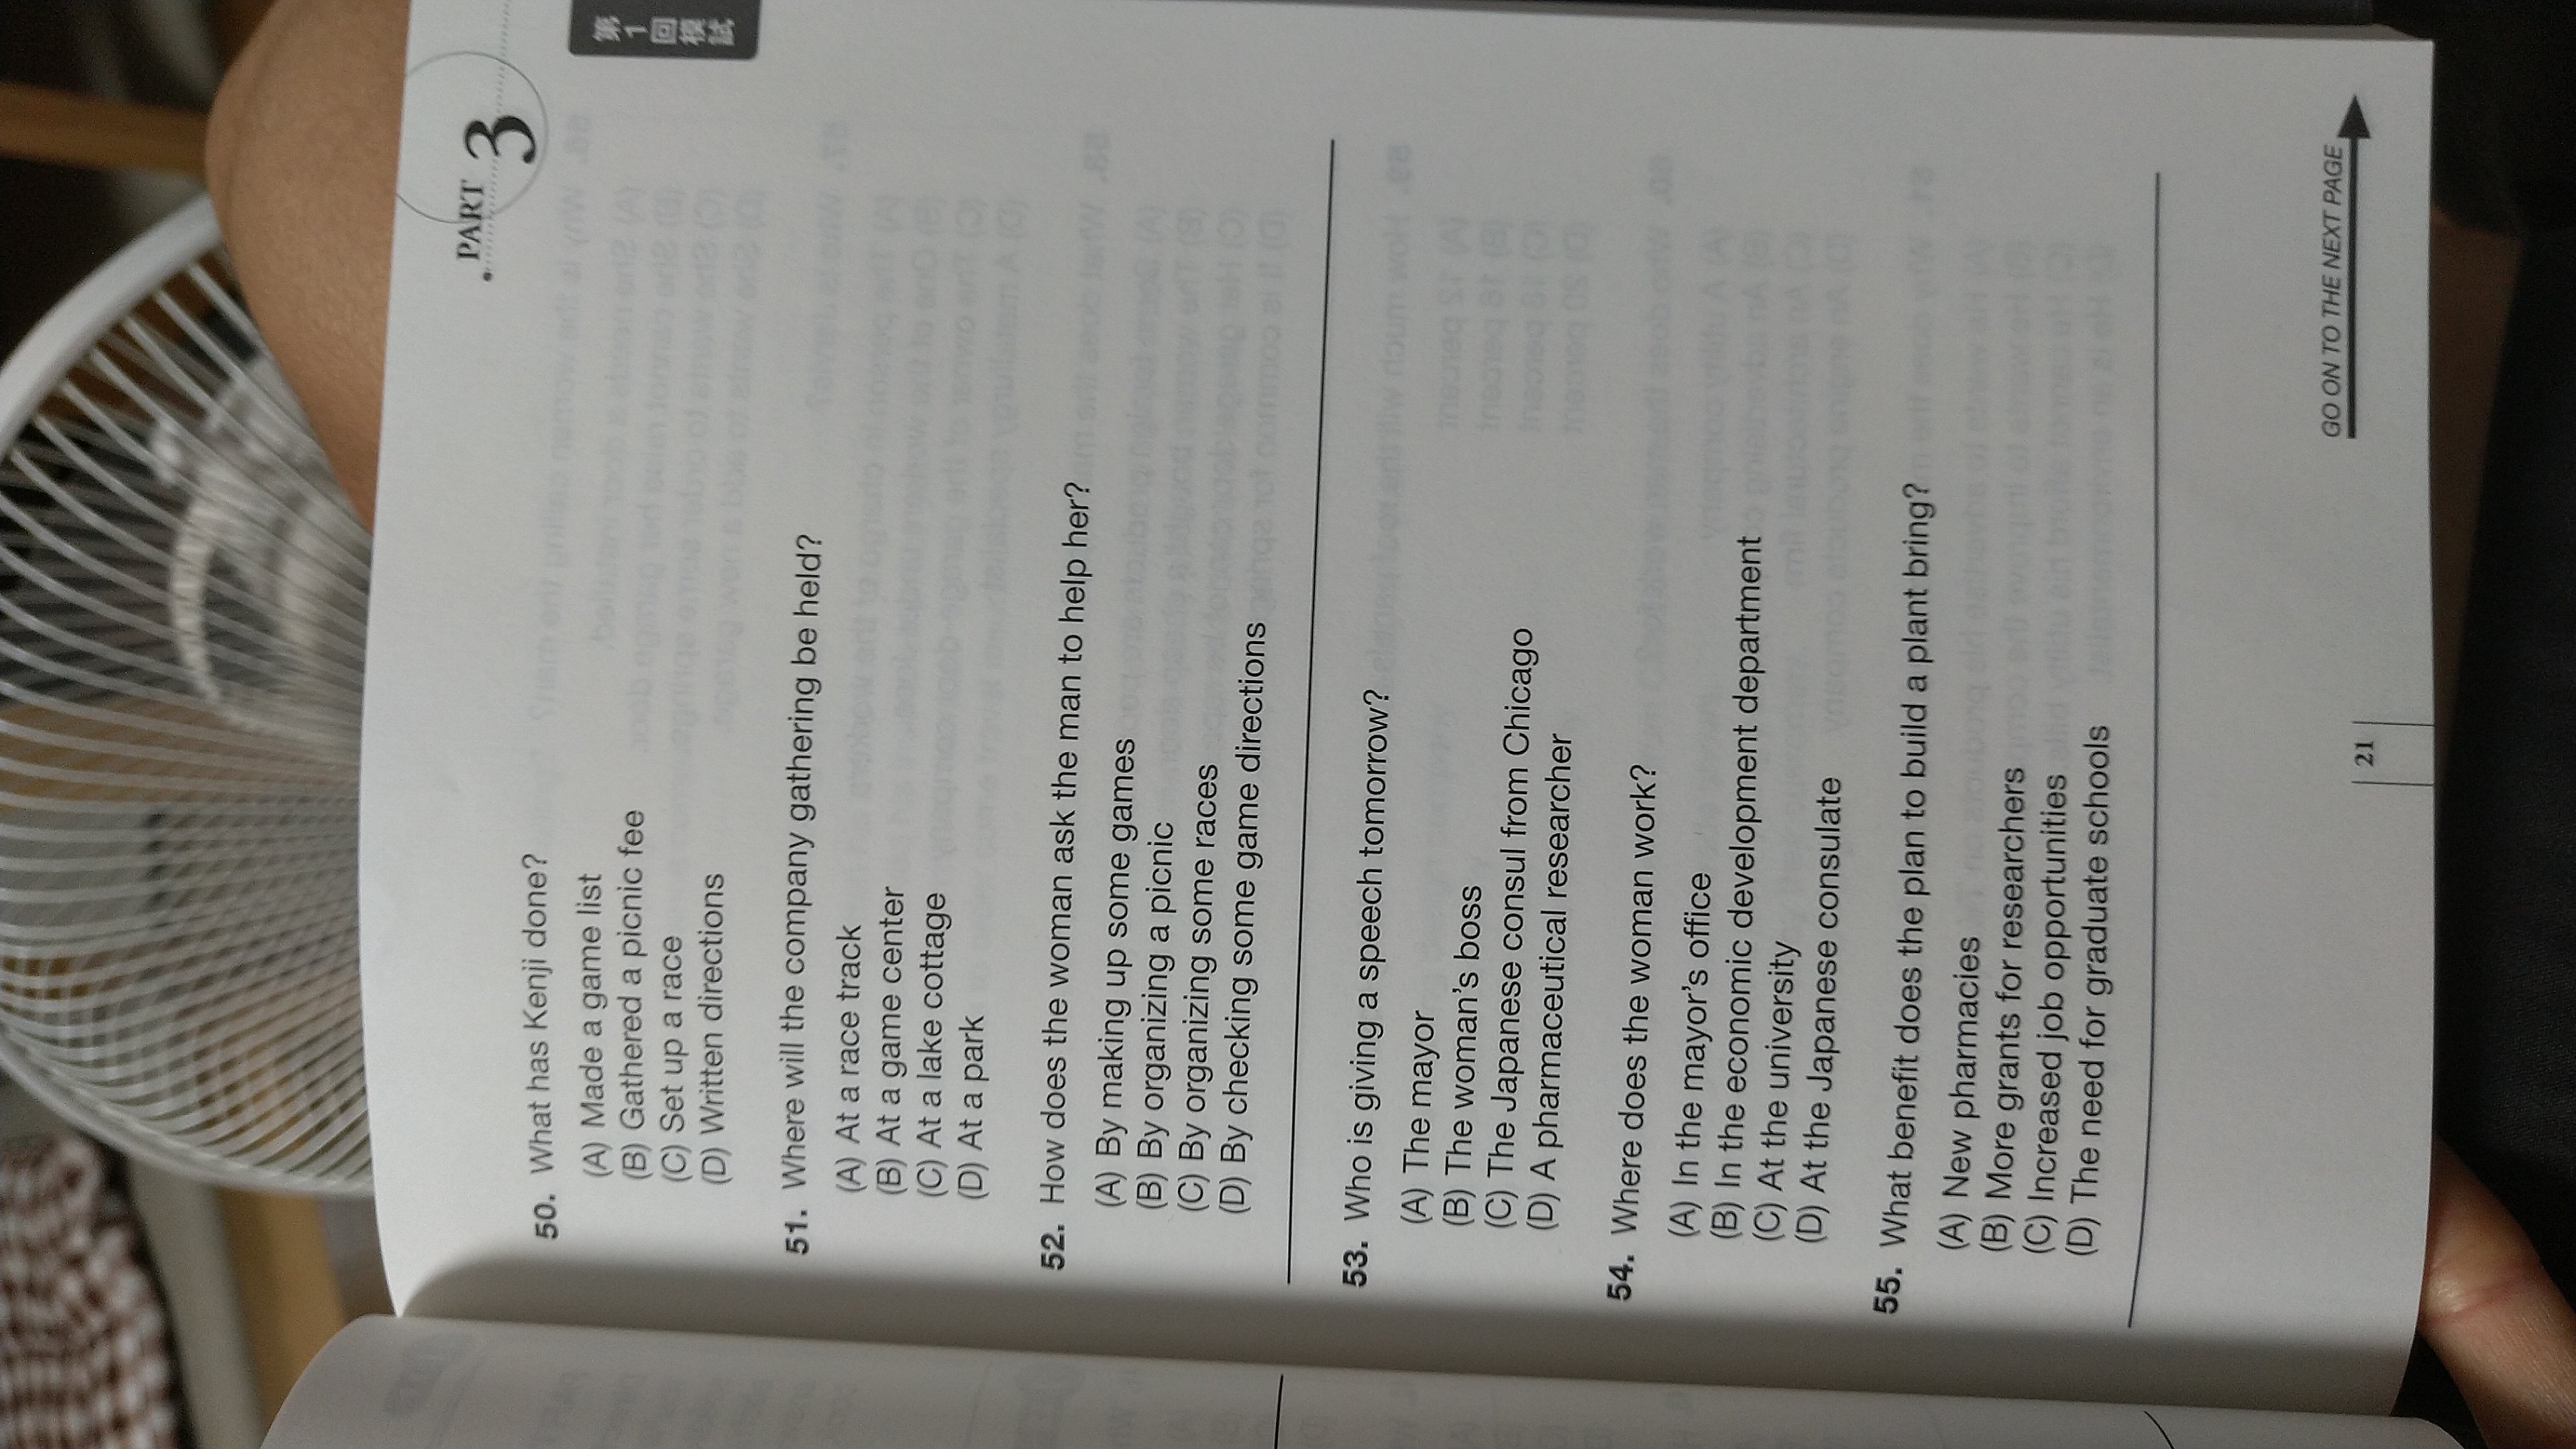 PART 3
50. What has Kenji done?
(A) Made a game list
(B) Gathered a picnic fee
(C) Set up a race
(D) Written directions
51. Where will the company gathering be held?
(A) At a race track
(B) At a game center
(C) At a lake cottage
(D) At a park
52. How does the woman ask the man to help her?
(A) By making up some games
(B) By organizing a picnic
(C) By organizing some races
(D) By checking some game directions
53. Who is giving a speech tomorrow?
(A) The mayor
(B) The woman's boss
(C) The Japanese consul from Chicago
(D) A pharmaceutical researcher
54. Where does the woman work?
(A) In the mayor's office
(B) In the economic development department
(C) At the university
(D) At the Japanese consulate
55. What benefit does the plan to build a plant bring?
(A) New pharmacies
(B) More grants for researchers
(C) Increased job opportunities
(D) The need for graduate schools
GO ON TO THE NEXT PAGE
21
第1回模試